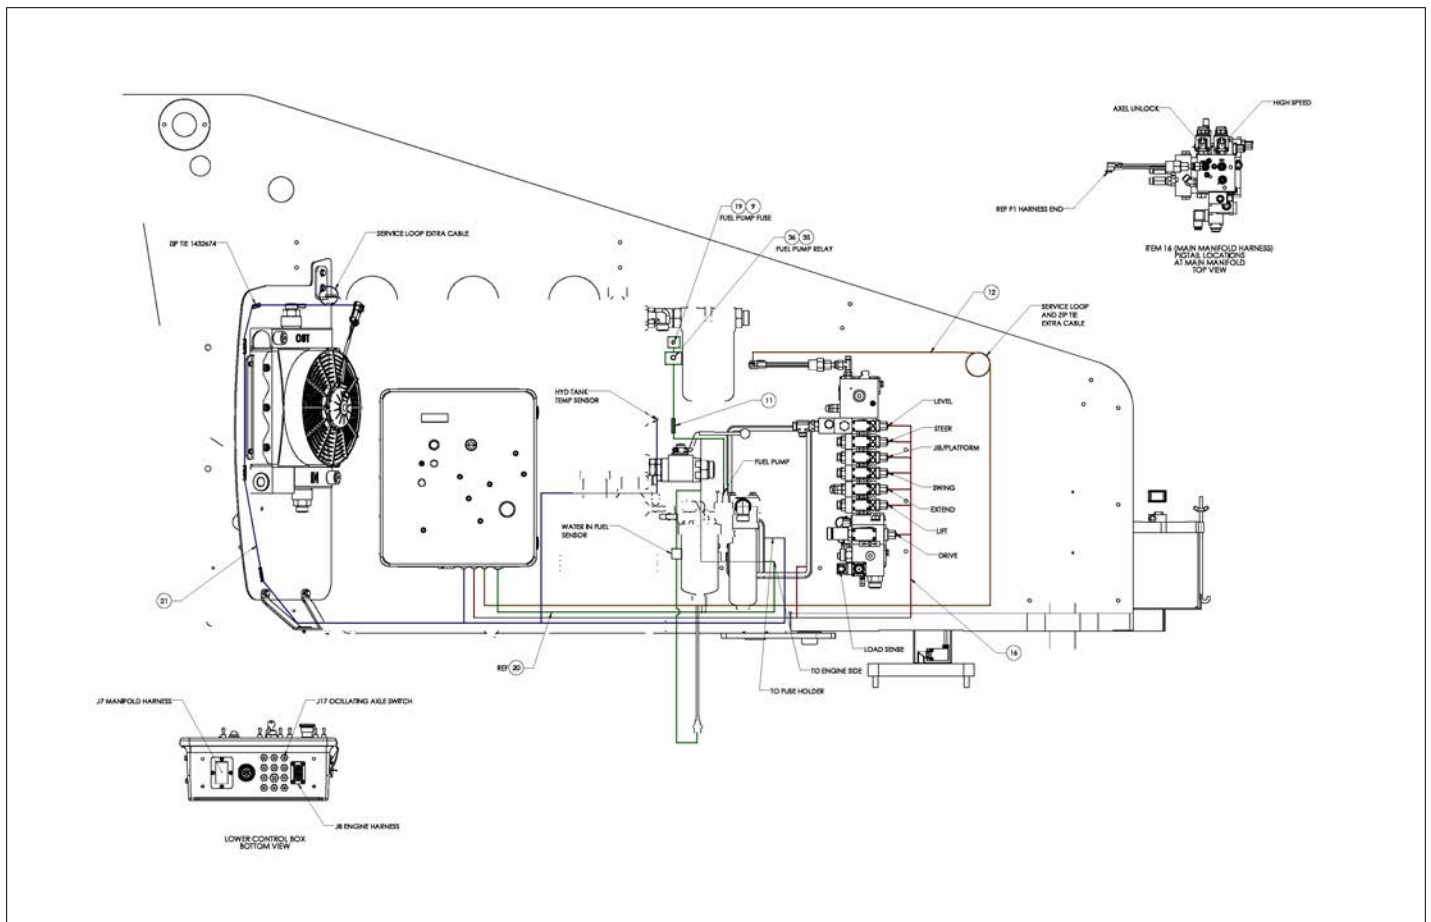 AXEL UNLOCK
HIGH SPEED
REF P1 HARNESS END
ITEM 16 (MAIN MANIFOLD HARNESS)
PIGTAIL LOCATIONS
AT MAIN MANIFOLD
TOP VIEW
19 9
FUEL PUMP FUSE
36 35
FUEL PUMP RELAY
ZIP TIE 1432674
SERVICE LOOP EXTRA CABLE
12
SERVICE LOOP
AND ZIP TIE
EXTRA CABLE
OUT
IN
HYD TANK
TEMP SENSOR
11
LEVEL
STEER
JIB/PLATFORM
SWING
EXTEND
LIFT
DRIVE
FUEL PUMP
WATER IN FUEL
SENSOR
21
REF 20
LOAD SENSE
16
TO ENGINE SIDE
TO FUSE HOLDER
J7 MANIFOLD HARNESS
J17 OCILLATING AXLE SWITCH
J8 ENGINE HARNESS
LOWER CONTROL BOX
BOTTOM VIEW